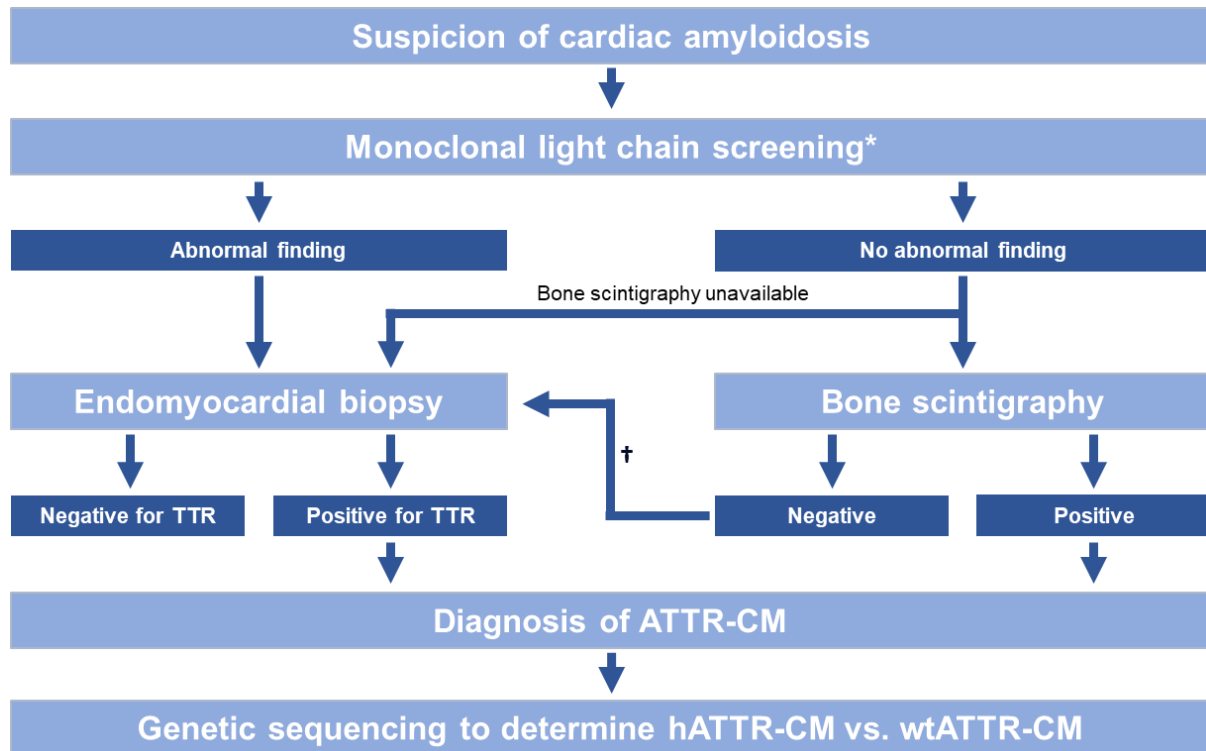 Suspicion of cardiac amyloidosis
Monoclonal light chain screening*
Abnormal finding
No abnormal finding
Bone scintigraphy unavailable
Endomyocardial biopsy
Bone scintigraphy
†
Negative for TTR
Positive for TTR
Negative
Positive
Diagnosis of ATTR-CM
Genetic sequencing to determine hATTR-CM vs. wtATTR-CM